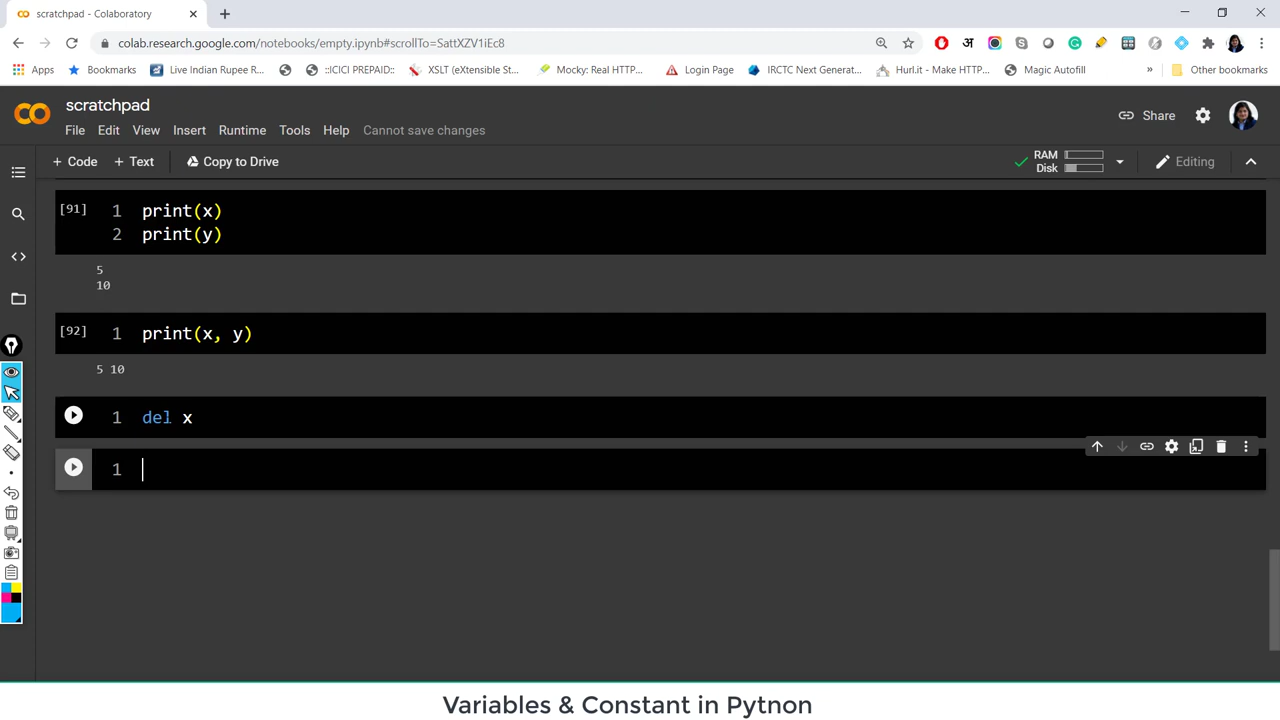 scratchpad - Colaboratory
colab.research.google.com/notebooks/empty.ipynb#scrollTo=SattXZV1iEc8
Apps Bookmarks Live Indian Rupee R... ::ICICI PREPAID:: XSLT (eXtensible St... Mocky: Real HTTP... Login Page IRCTC Next Generat... Hurl.it - Make HTTP... Magic Autofill » Other bookmarks
scratchpad
Share
File Edit View Insert Runtime Tools Help Cannot save changes
+ Code + Text Copy to Drive
RAM
Disk
Editing
[91] 1 print(x)
2 print(y)
5
10
[92] 1 print(x, y)
5 10
1 del x
1
Variables & Constant in Pytnon